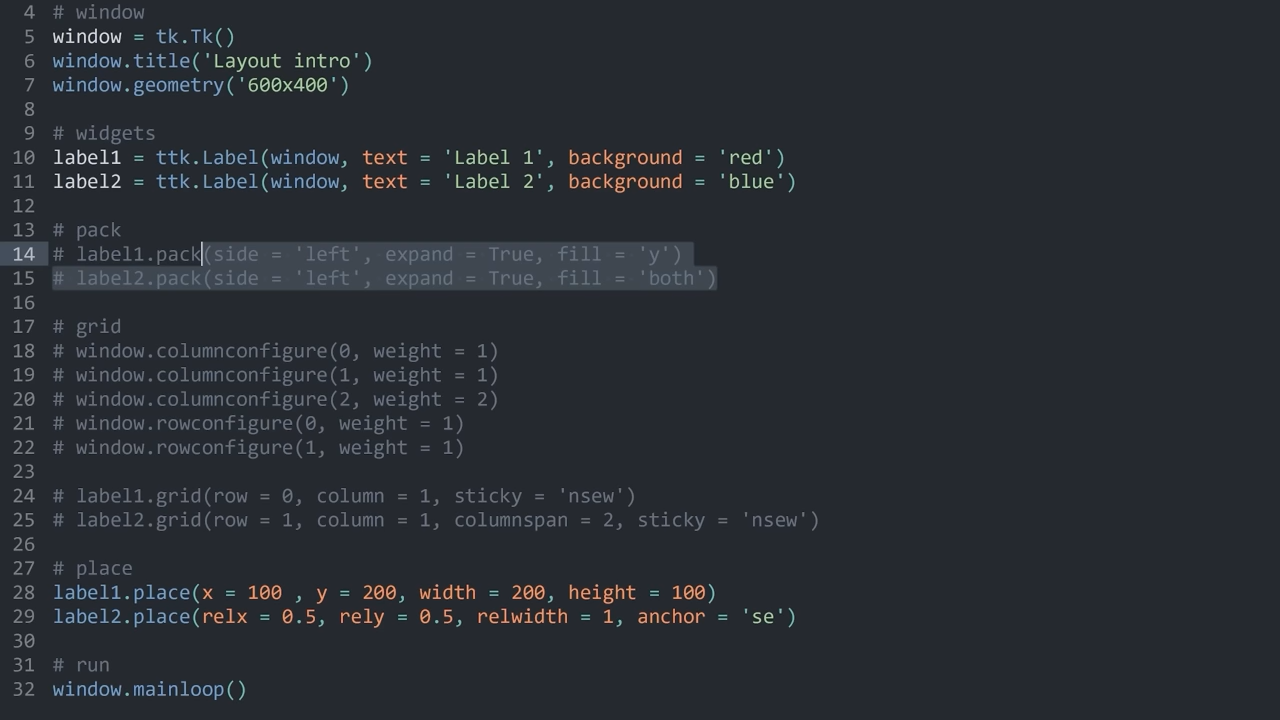 4 # window
5 window = tk.Tk()
6 window.title('Layout intro')
7 window.geometry('600x400')
8
9 # widgets
10 label1 = ttk.Label(window, text = 'Label 1', background = 'red')
11 label2 = ttk.Label(window, text = 'Label 2', background = 'blue')
12
13 # pack
14 # label1.pack(side = 'left', expand = True, fill = 'y')
15 # label2.pack(side = 'left', expand = True, fill = 'both')
16
17 # grid
18 # window.columnconfigure(0, weight = 1)
19 # window.columnconfigure(1, weight = 1)
20 # window.columnconfigure(2, weight = 2)
21 # window.rowconfigure(0, weight = 1)
22 # window.rowconfigure(1, weight = 1)
23
24 # label1.grid(row = 0, column = 1, sticky = 'nsew')
25 # label2.grid(row = 1, column = 1, columnspan = 2, sticky = 'nsew')
26
27 # place
28 label1.place(x = 100 , y = 200, width = 200, height = 100)
29 label2.place(relx = 0.5, rely = 0.5, relwidth = 1, anchor = 'se')
30
31 # run
32 window.mainloop()